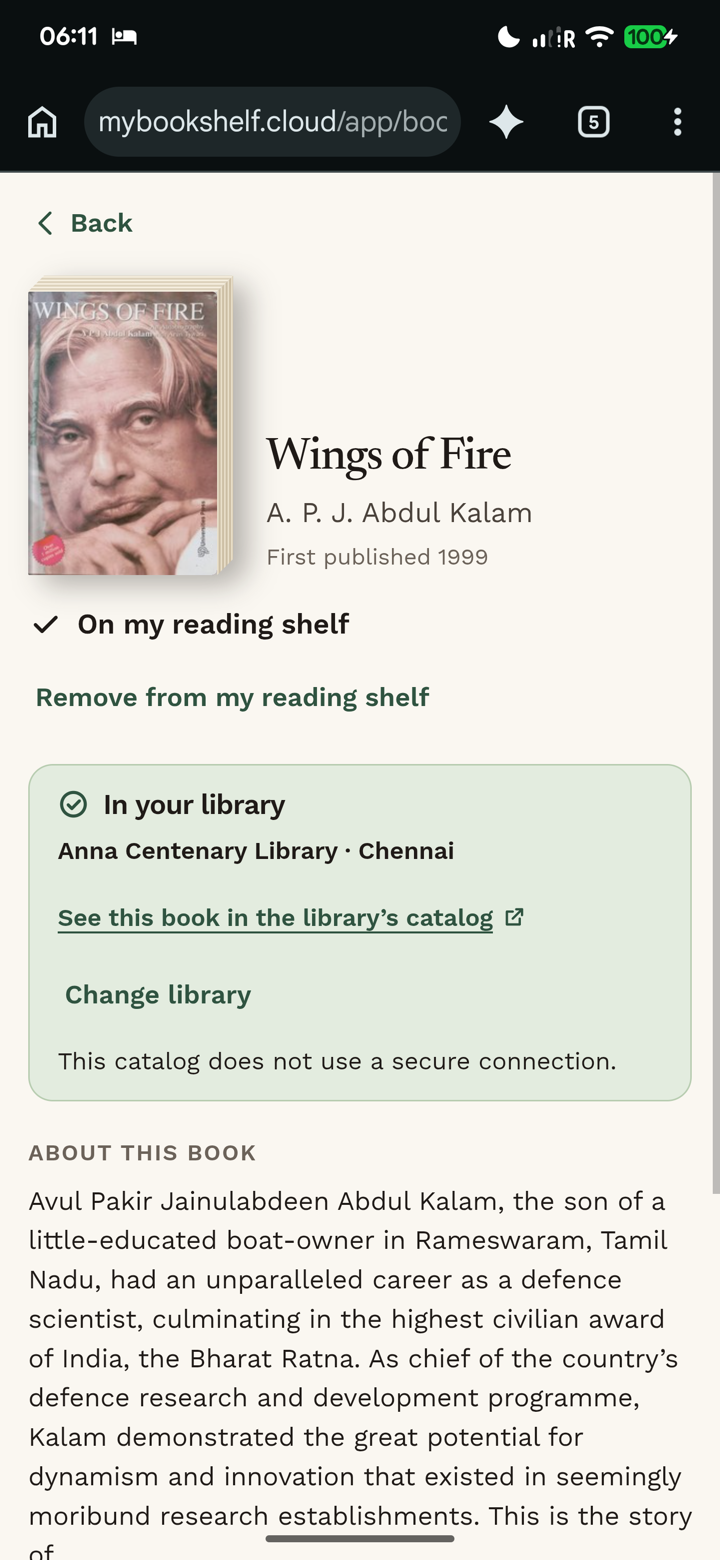 06:11
R
100
mybookshelf.cloud/app/boc
5
Back
WINGS OF FIRE
Wings of Fire
A. P. J. Abdul Kalam
First published 1999
On my reading shelf
Remove from my reading shelf
In your library
Anna Centenary Library · Chennai
See this book in the library’s catalog
Change library
This catalog does not use a secure connection.
ABOUT THIS BOOK
Avul Pakir Jainulabdeen Abdul Kalam, the son of a
little-educated boat-owner in Rameswaram, Tamil
Nadu, had an unparalleled career as a defence
scientist, culminating in the highest civilian award
of India, the Bharat Ratna. As chief of the country’s
defence research and development programme,
Kalam demonstrated the great potential for
dynamism and innovation that existed in seemingly
moribund research establishments. This is the story
of